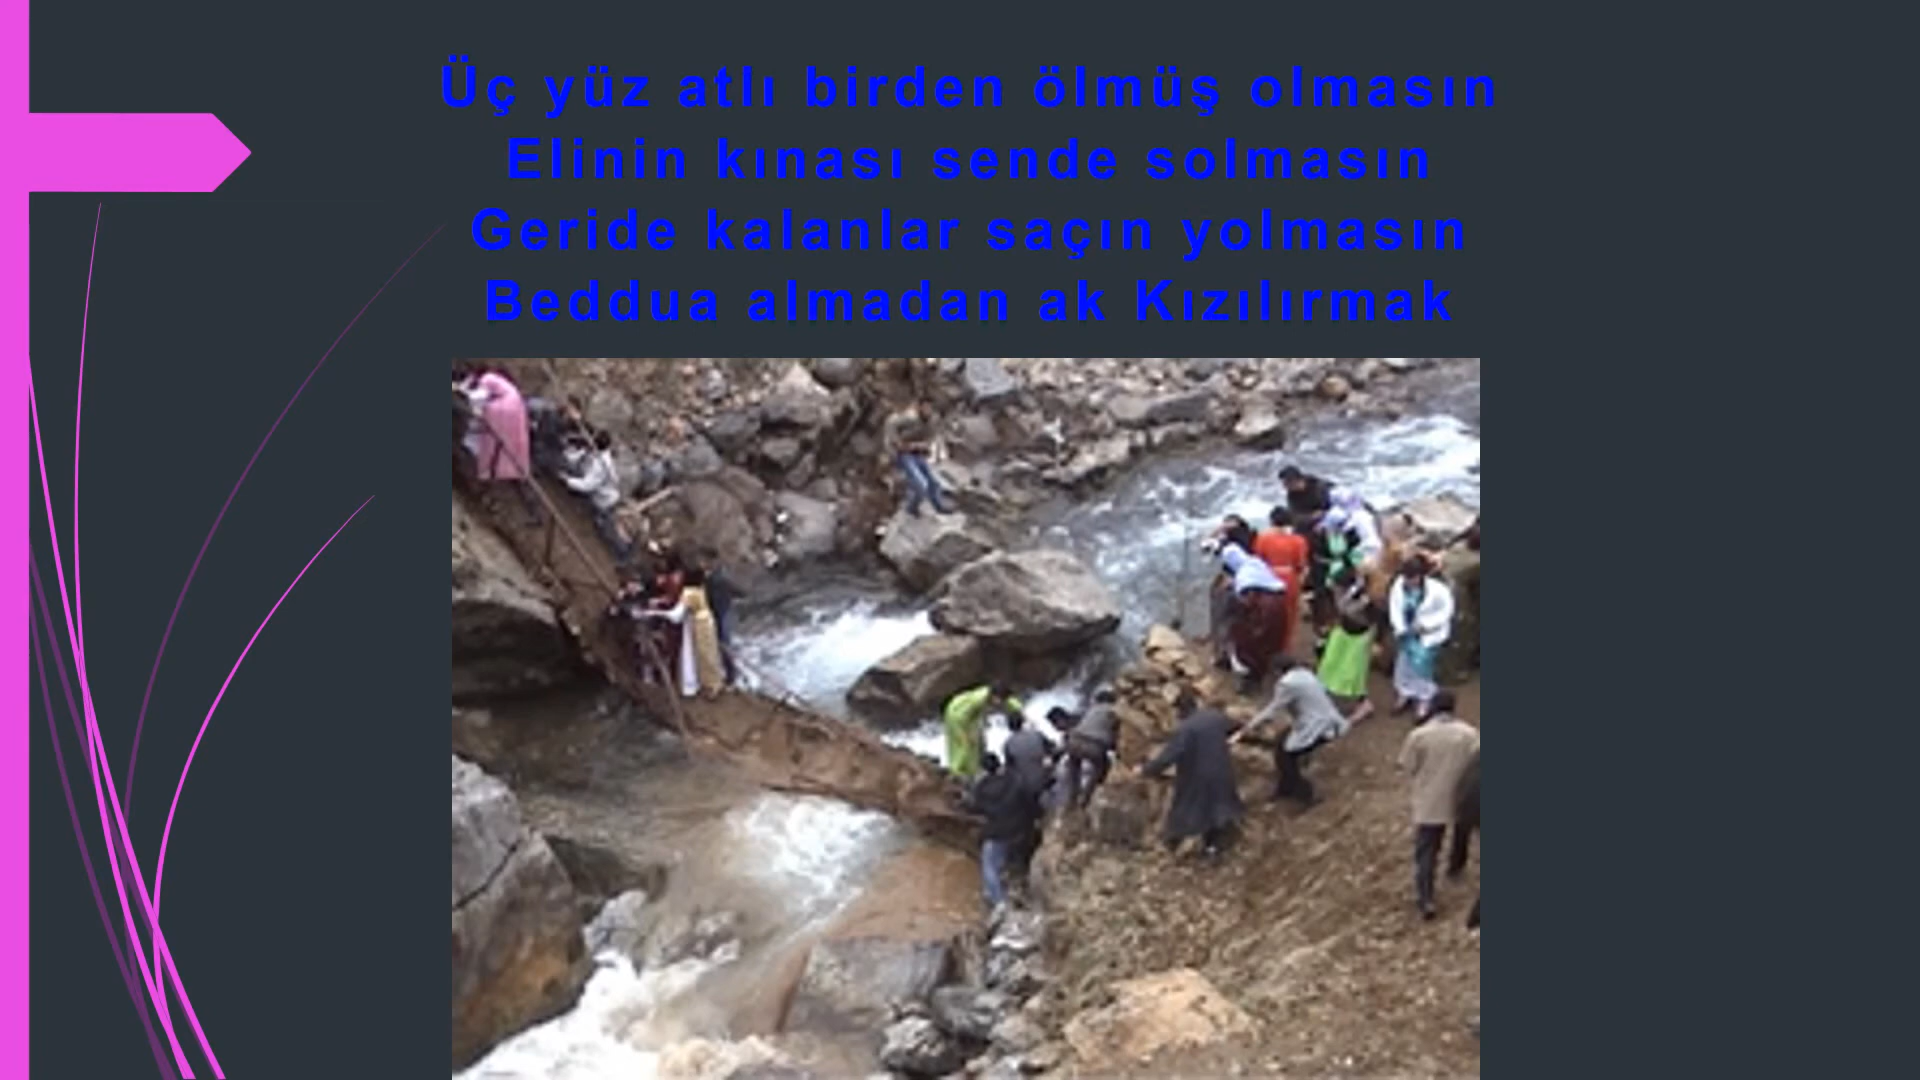 Üç yüz atlı birden ölmüş olmasın
Elinin kınası sende solmasın
Geride kalanlar saçın yolmasın
Beddua almadan ak Kızılırmak